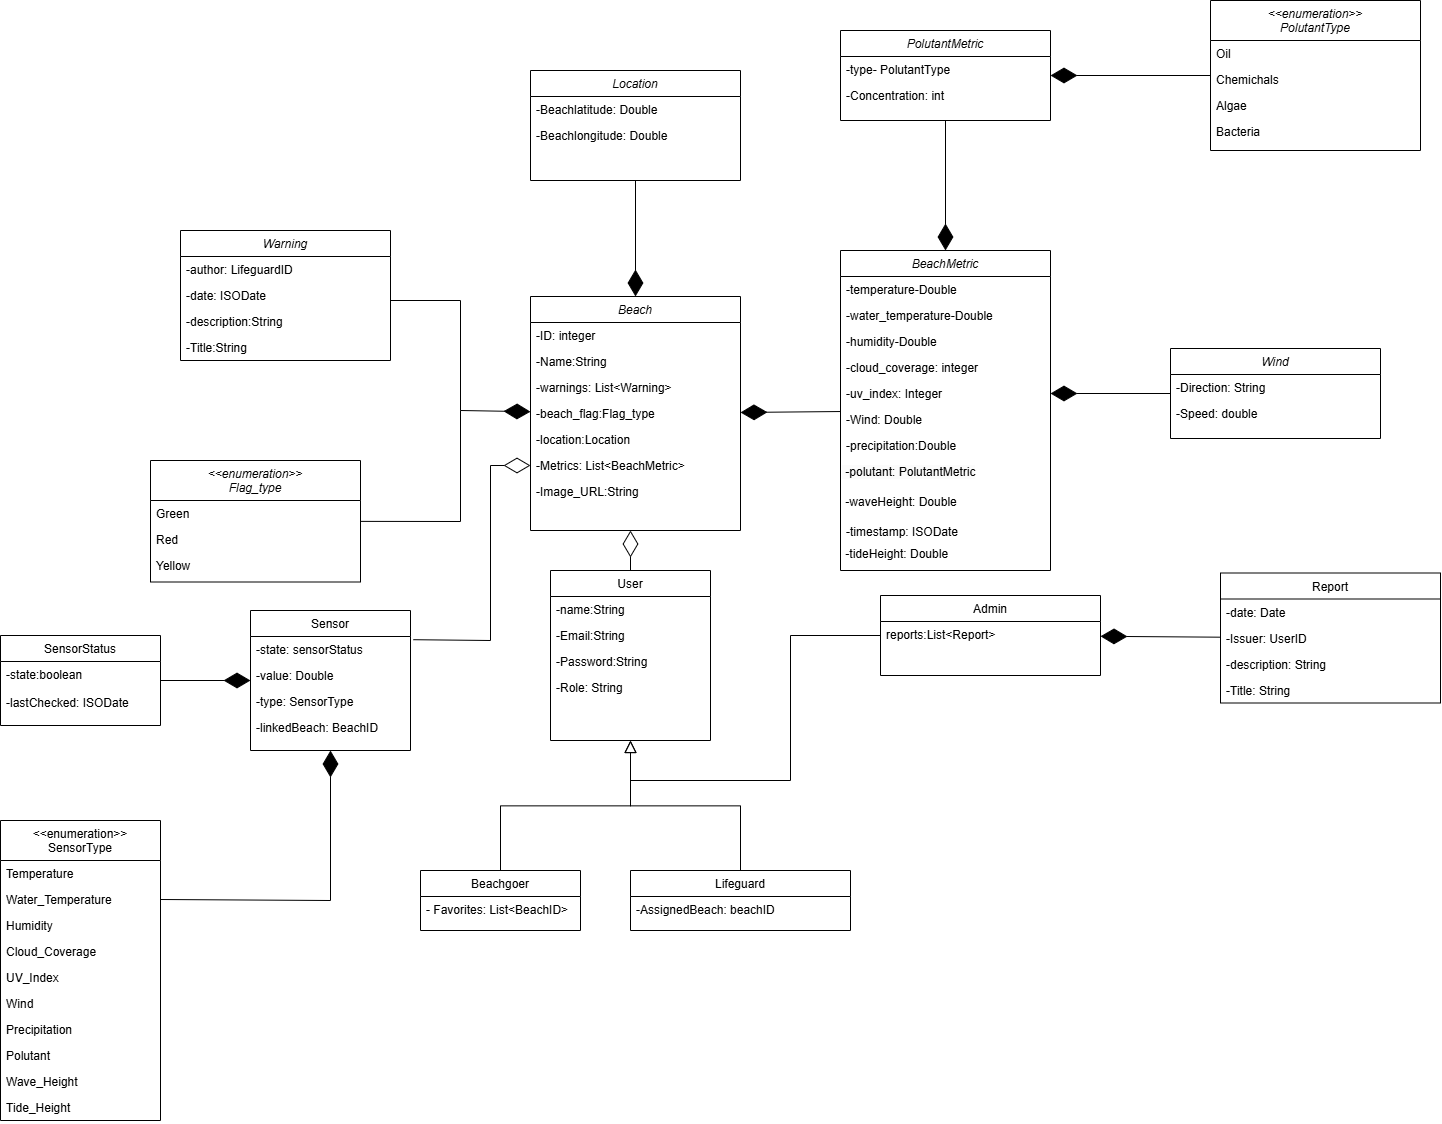 <<enumeration>>
PolutantType
Oil
Chemichals
Algae
Bacteria
PolutantMetric
-type- PolutantType
-Concentration: int
Location
-Beachlatitude: Double
-Beachlongitude: Double
Warning
-author: LifeguardID
-date: ISODate
-description:String
-Title:String
Beach
-ID: integer
-Name:String
-warnings: List<Warning>
-beach_flag:Flag_type
-location:Location
-Metrics: List<BeachMetric>
-Image_URL:String
BeachMetric
-temperature-Double
-water_temperature-Double
-humidity-Double
-cloud_coverage: integer
-uv_index: Integer
-Wind: Double
-precipitation:Double
-polutant: PolutantMetric
-waveHeight: Double
-timestamp: ISODate
-tideHeight: Double
Wind
-Direction: String
-Speed: double
<<enumeration>>
Flag_type
Green
Red
Yellow
User
-name:String
-Email:String
-Password:String
-Role: String
Admin
reports:List<Report>
Report
-date: Date
-Issuer: UserID
-description: String
-Title: String
Sensor
-state: sensorStatus
-value: Double
-type: SensorType
-linkedBeach: BeachID
SensorStatus
-state:boolean
-lastChecked: ISODate
<<enumeration>>
SensorType
Temperature
Water_Temperature
Humidity
Cloud_Coverage
UV_Index
Wind
Precipitation
Polutant
Wave_Height
Tide_Height
Beachgoer
- Favorites: List<BeachID>
Lifeguard
-AssignedBeach: beachID